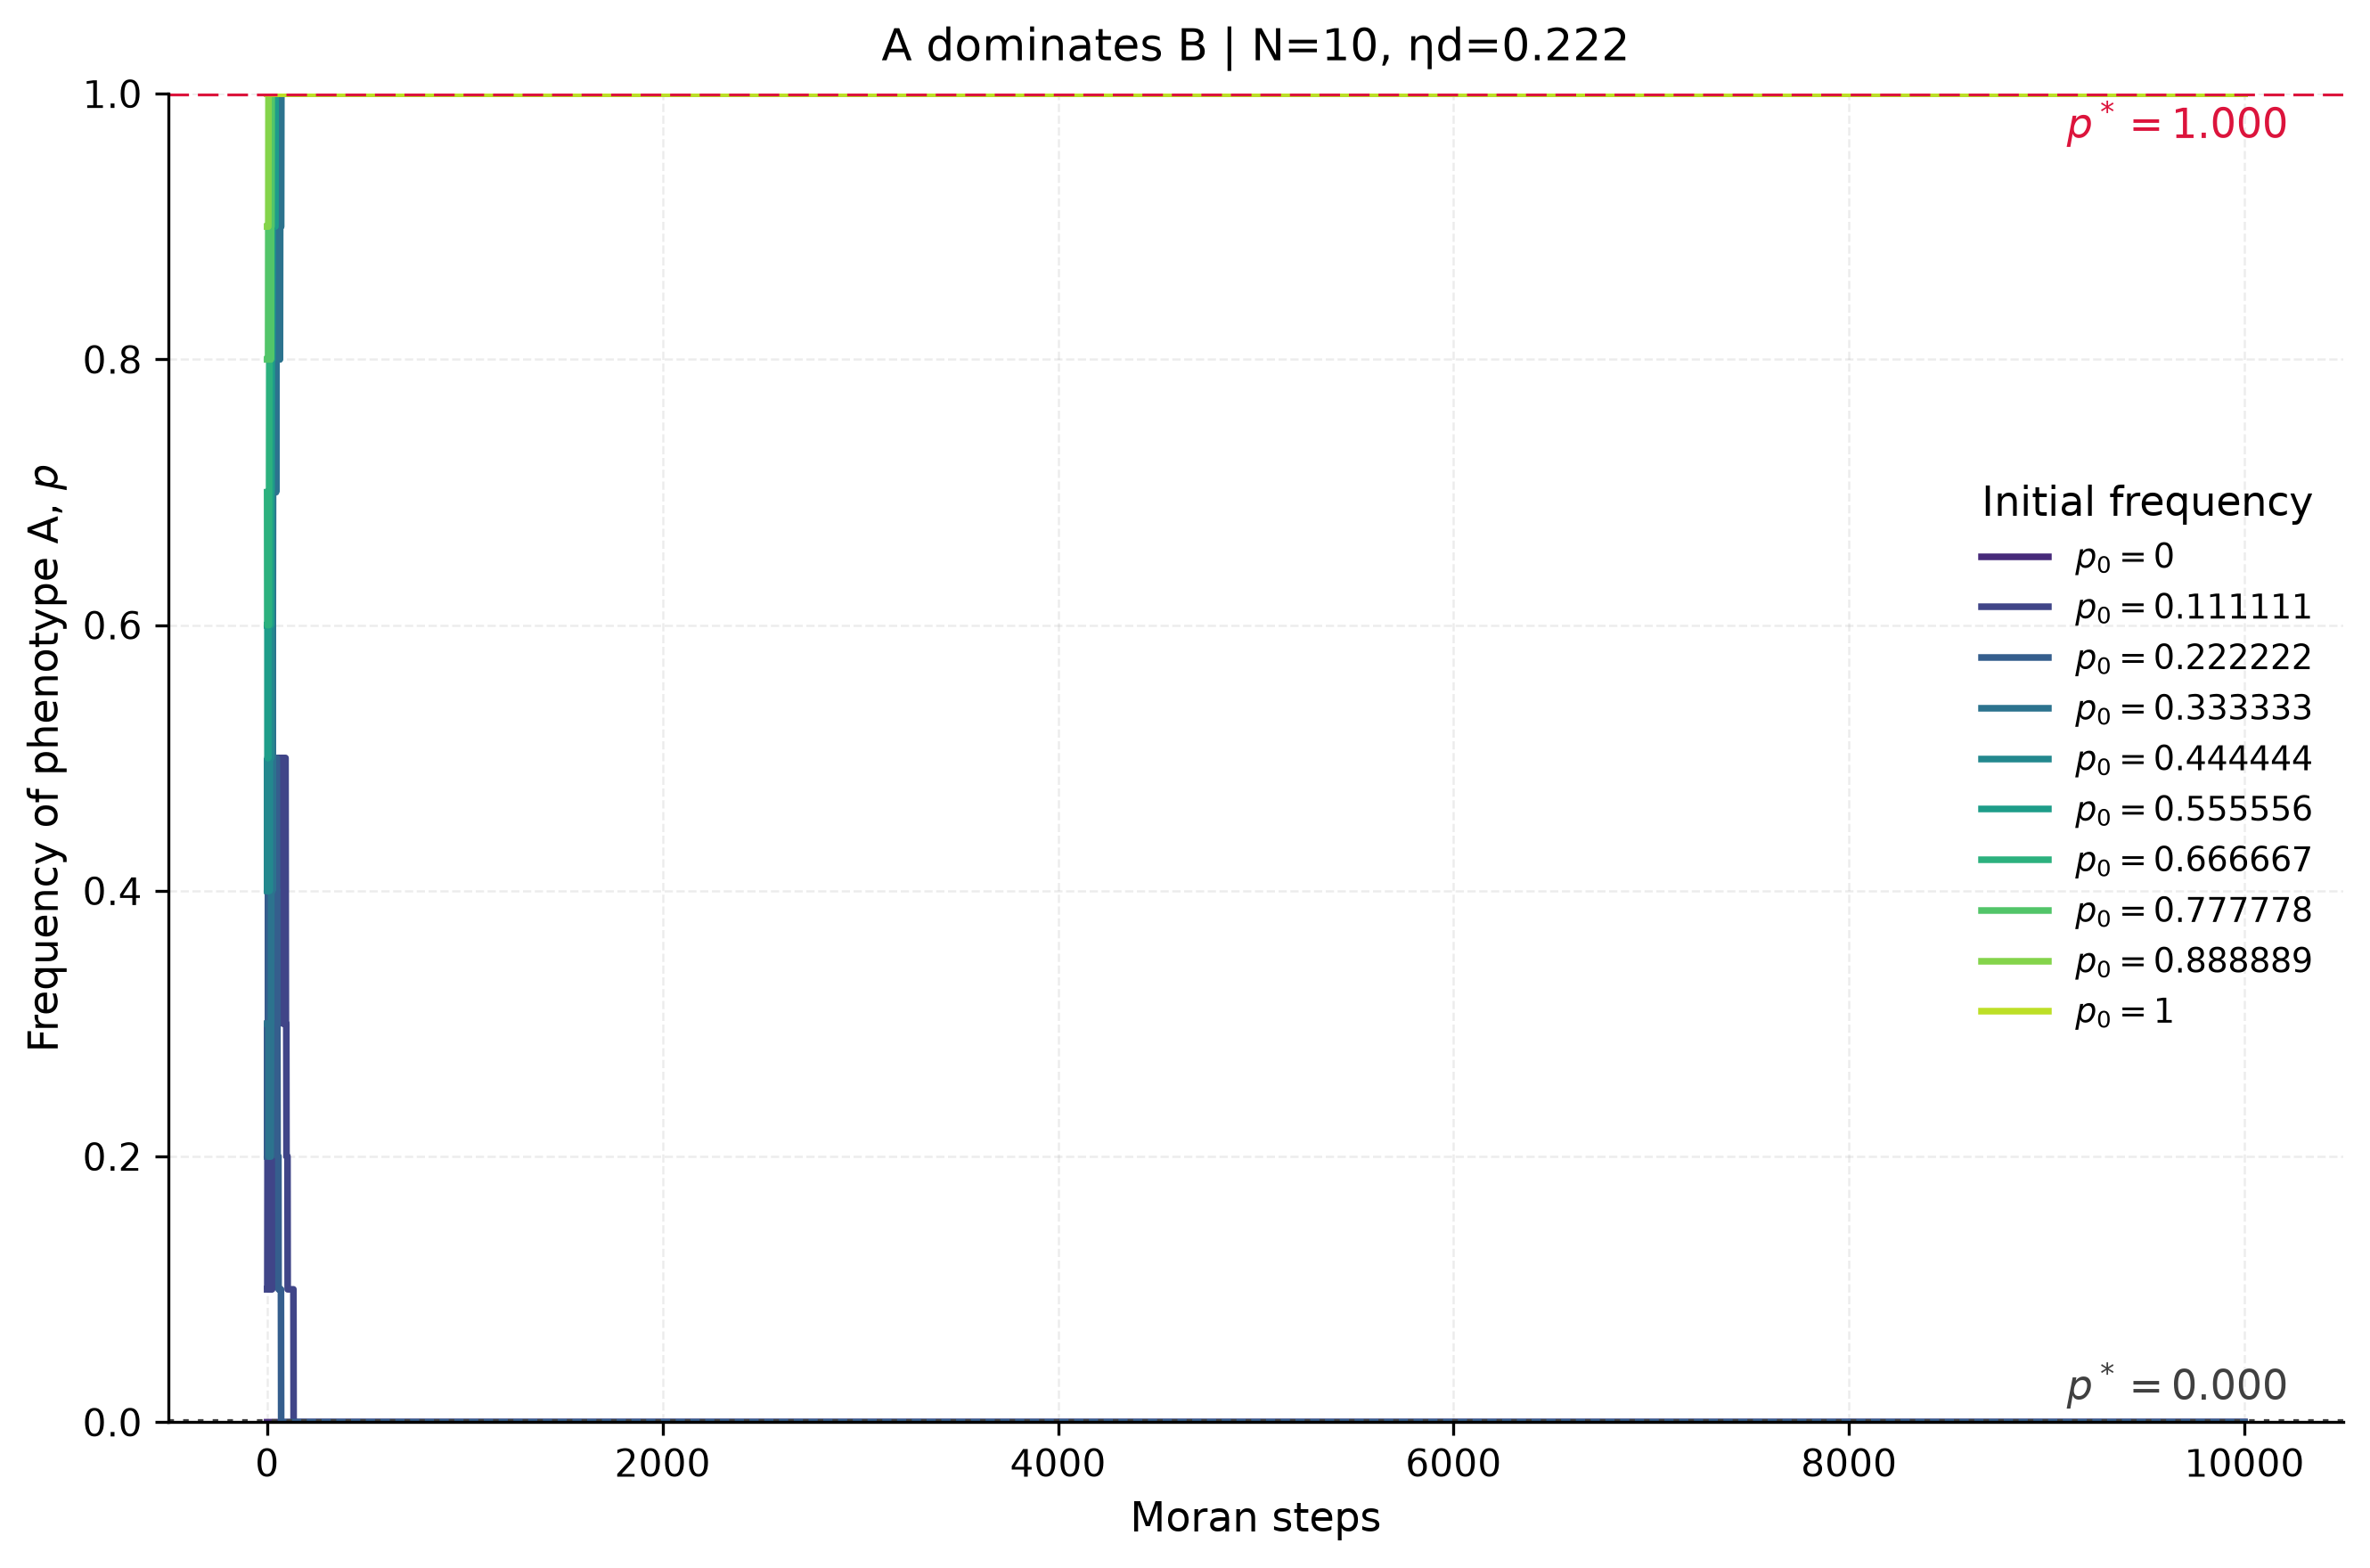 A dominates B | N=10, ηd=0.222
1.0
p* = 1.000
0.8
Frequency of phenotype A, p
Initial frequency
p₀ = 0
p₀ = 0.111111
0.6
p₀ = 0.222222
p₀ = 0.333333
p₀ = 0.444444
p₀ = 0.555556
p₀ = 0.666667
0.4
p₀ = 0.777778
p₀ = 0.888889
p₀ = 1
0.2
p* = 0.000
0.0
0 2000 4000 6000 8000 10000
Moran steps